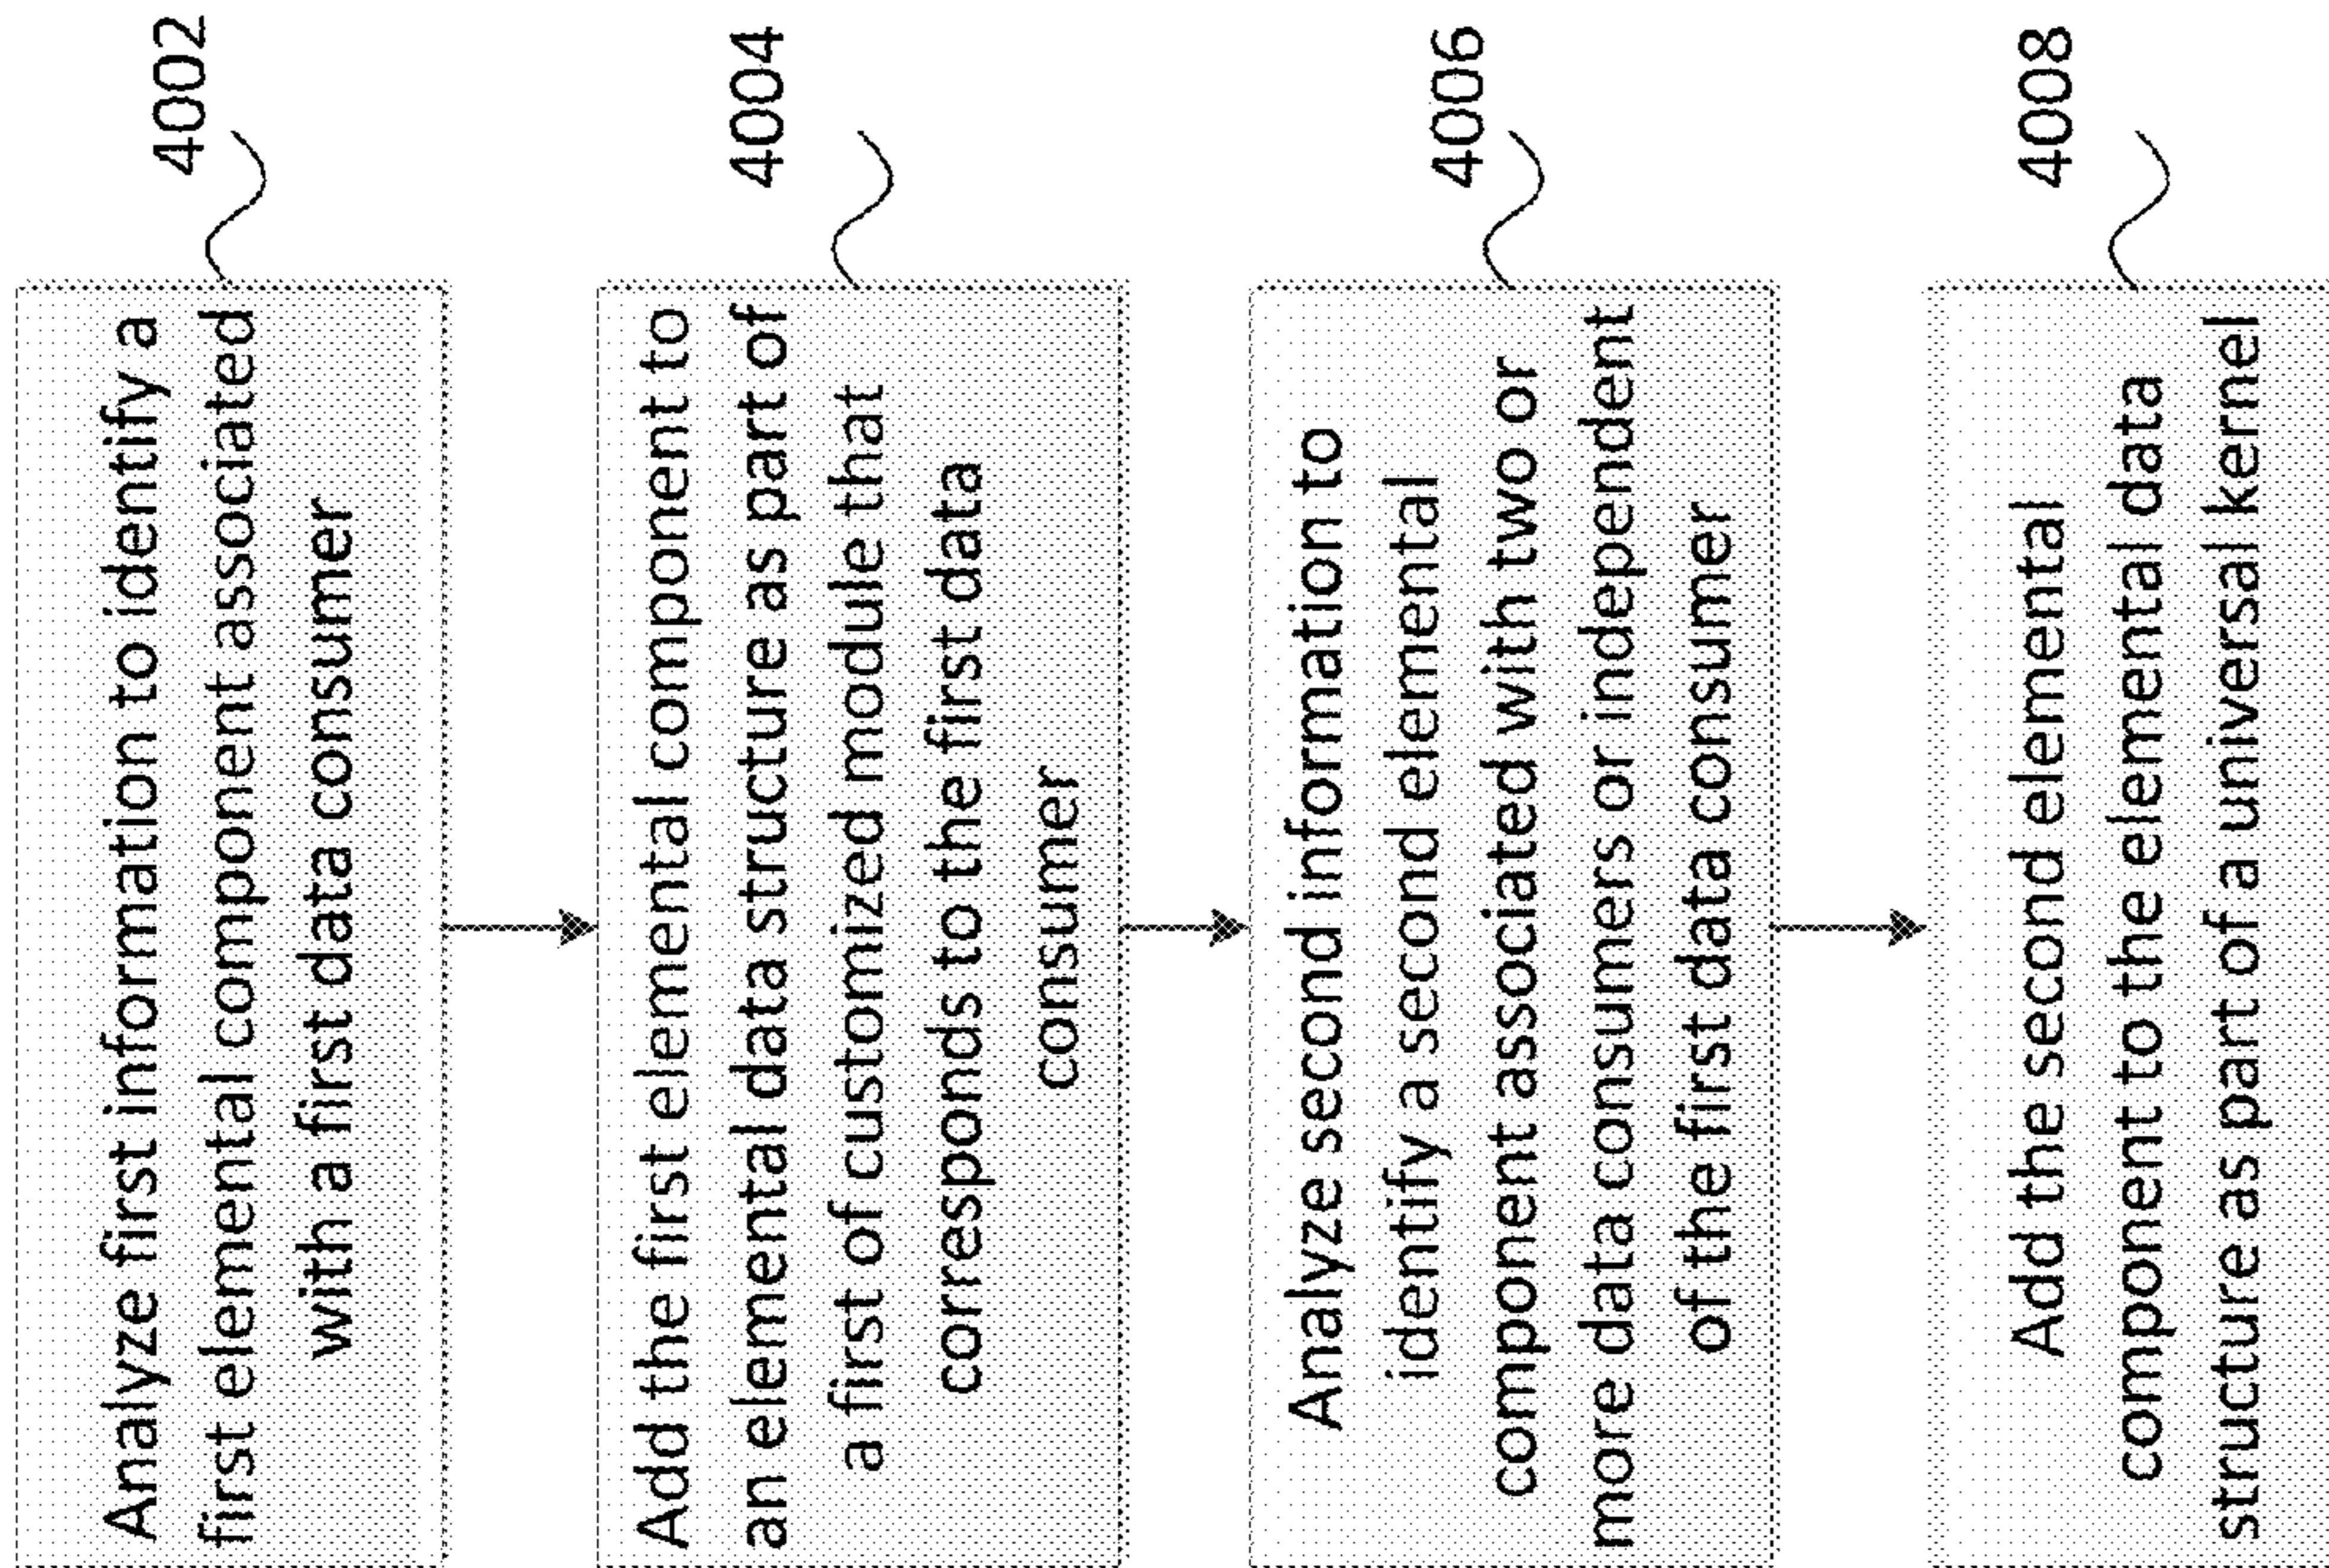 4002
Analyze first information to identify a
first elemental component associated
with a first data consumer
4004
Add the first elemental component to
an elemental data structure as part of
a first of customized module that
corresponds to the first data
consumer
4006
Analyze second information to
identify a second elemental
component associated with two or
more data consumers or independent
of the first data consumer
4008
Add the second elemental
component to the elemental data
structure as part of a universal kernel